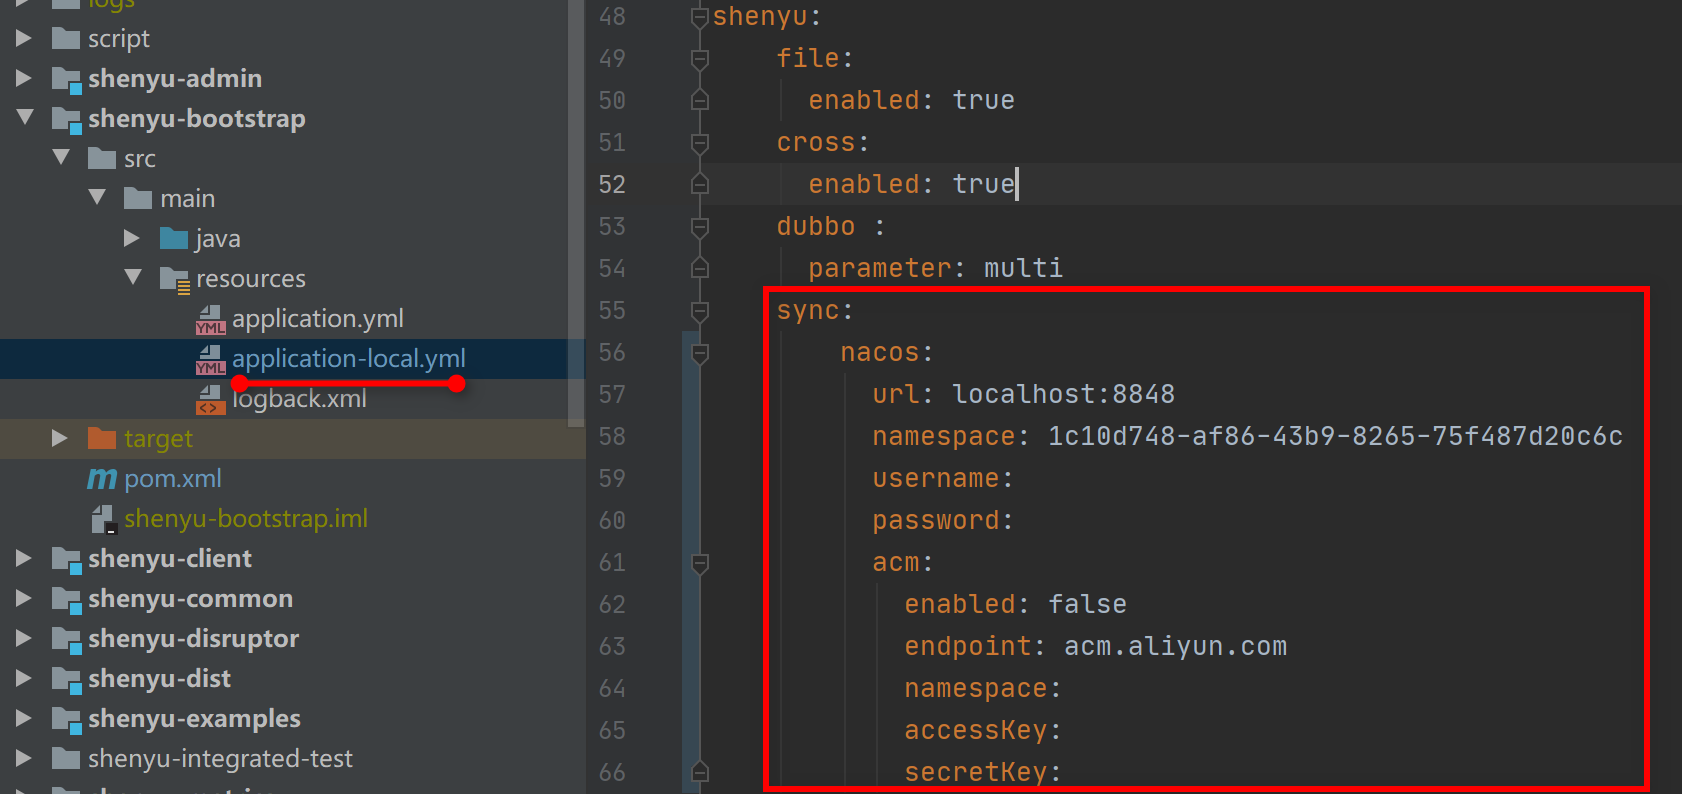 logs
script
shenyu-admin
shenyu-bootstrap
src
main
java
resources
application.yml
application-local.yml
logback.xml
target
pom.xml
shenyu-bootstrap.iml
shenyu-client
shenyu-common
shenyu-disruptor
shenyu-dist
shenyu-examples
shenyu-integrated-test
48 shenyu:
49 file:
50 enabled: true
51 cross:
52 enabled: true
53 dubbo :
54 parameter: multi
55 sync:
56 nacos:
57 url: localhost:8848
58 namespace: 1c10d748-af86-43b9-8265-75f487d20c6c
59 username:
60 password:
61 acm:
62 enabled: false
63 endpoint: acm.aliyun.com
64 namespace:
65 accessKey:
66 secretKey: